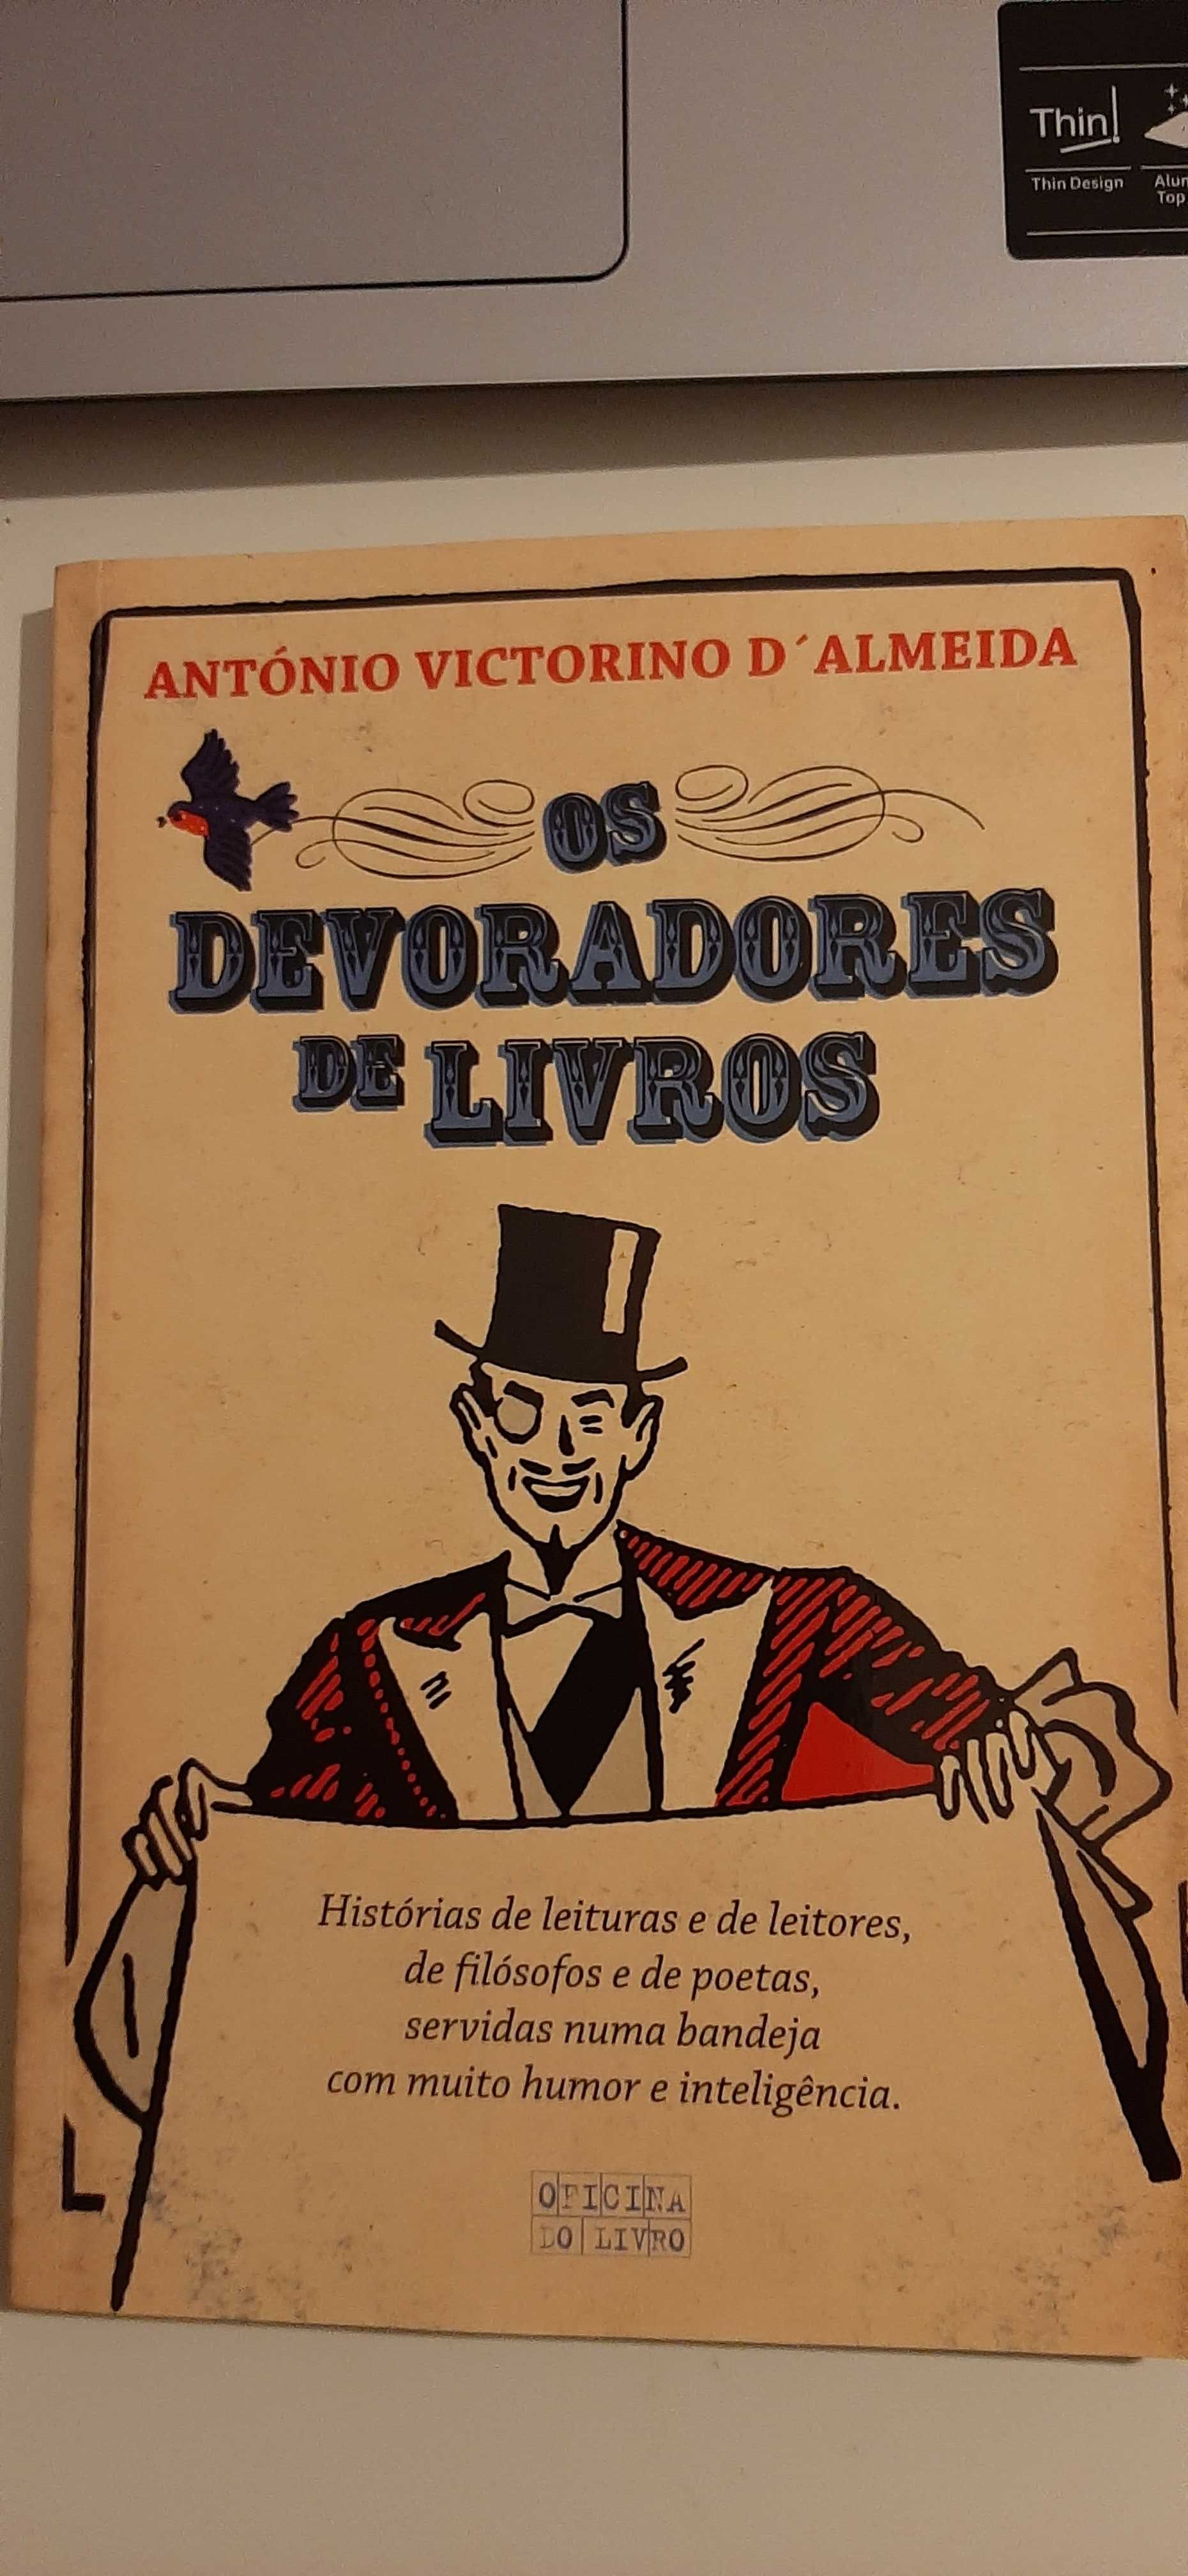 Thin!
Thin Design
Top
ANTÓNIO VICTORINO D´ALMEIDA
OS
DEVORADORES
DE LIVROS
Histórias de leituras e de leitores,
de filósofos e de poetas,
servidas numa bandeja
com muito humor e inteligência.
OFICINA
DO LIVRO